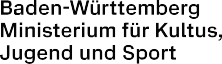 Baden-Württemberg
Ministerium für Kultus,
Jugend und Sport